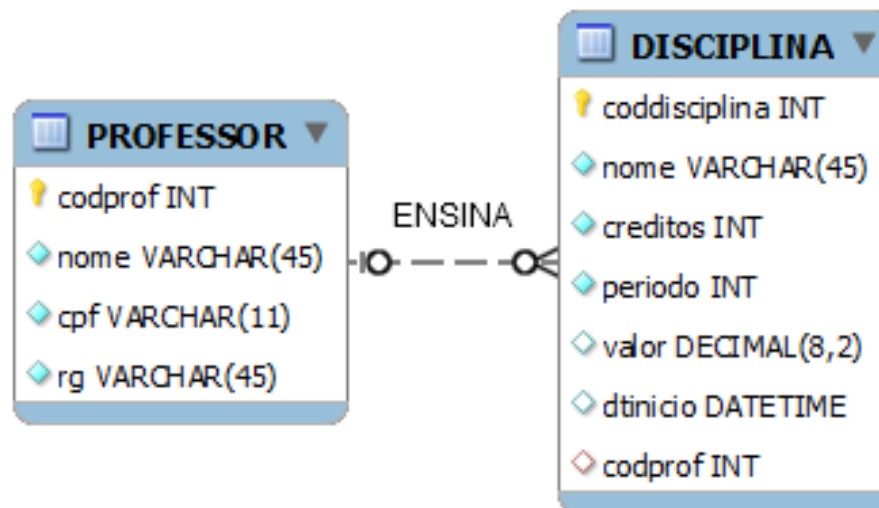 PROFESSOR
codprof INT
nome VARCHAR(45)
cpf VARCHAR(11)
rg VARCHAR(45)
ENSINA
DISCIPLINA
coddisciplina INT
nome VARCHAR(45)
creditos INT
periodo INT
valor DECIMAL(8,2)
dtinicio DATETIME
codprof INT